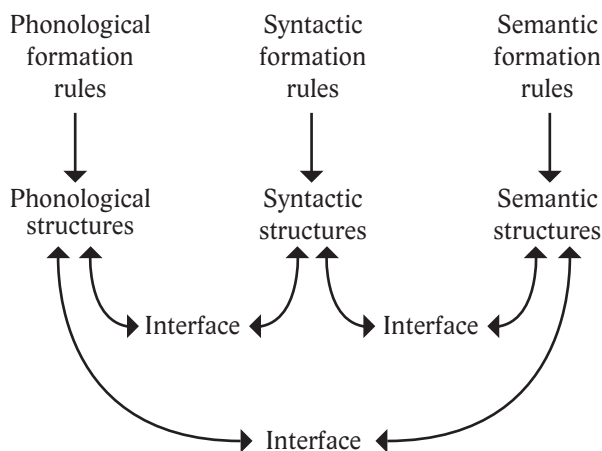 Phonological
formation
rules
Syntactic
formation
rules
Semantic
formation
rules
Phonological
structures
Syntactic
structures
Semantic
structures
Interface
Interface
Interface